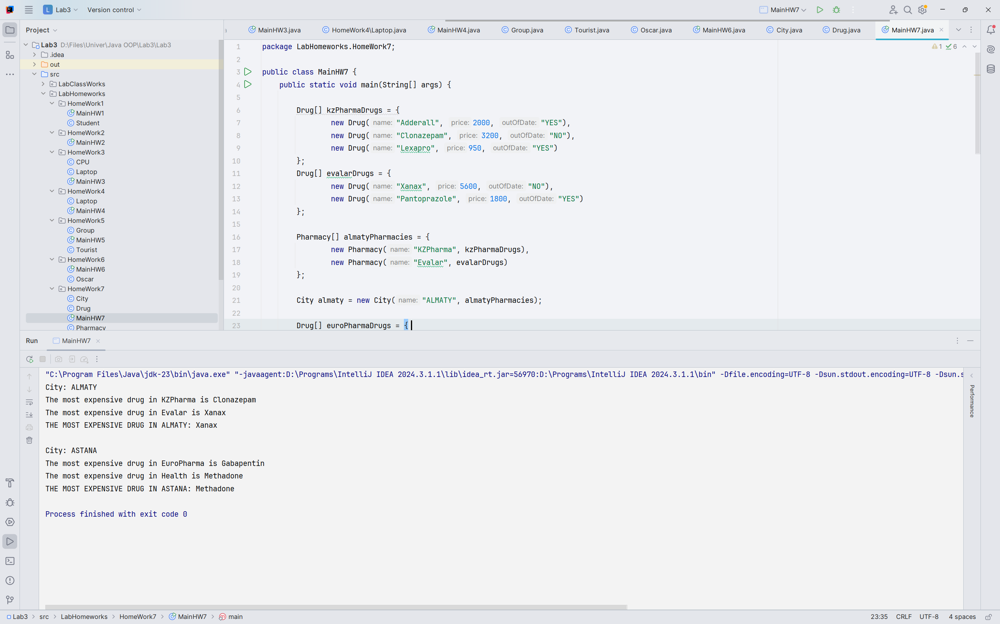 L Lab3 Version control MainHW7
Project
MainHW3.java HomeWork4\Laptop.java MainHW4.java Group.java Tourist.java Oscar.java MainHW6.java City.java Drug.java MainHW7.java
Lab3 D:\Files\Univer\Java OOP\Lab3\Lab3
.idea
out
src
LabClassWorks
LabHomeworks
HomeWork1
MainHW1
Student
HomeWork2
MainHW2
HomeWork3
CPU
Laptop
MainHW3
HomeWork4
Laptop
MainHW4
HomeWork5
Group
MainHW5
Tourist
HomeWork6
MainHW6
Oscar
HomeWork7
City
Drug
MainHW7
Pharmacy
1 6
1 package LabHomeworks.HomeWork7;
2
3 public class MainHW7 {
4 public static void main(String[] args) {
5
6 Drug[] kzPharmaDrugs = {
7 new Drug( name: "Adderall", price: 2000, outOfDate: "YES"),
8 new Drug( name: "Clonazepam", price: 3200, outOfDate: "NO"),
9 new Drug( name: "Lexapro", price: 950, outOfDate: "YES")
10 };
11 Drug[] evalarDrugs = {
12 new Drug( name: "Xanax", price: 5600, outOfDate: "NO"),
13 new Drug( name: "Pantoprazole", price: 1800, outOfDate: "YES")
14 };
15
16 Pharmacy[] almatyPharmacies = {
17 new Pharmacy( name: "KZPharma", kzPharmaDrugs),
18 new Pharmacy( name: "Evalar", evalarDrugs)
19 };
20
21 City almaty = new City( name: "ALMATY", almatyPharmacies);
22
23 Drug[] euroPharmaDrugs = {
Run MainHW7
"C:\Program Files\Java\jdk-23\bin\java.exe" "-javaagent:D:\Programs\IntelliJ IDEA 2024.3.1.1\lib\idea_rt.jar=56970:D:\Programs\IntelliJ IDEA 2024.3.1.1\bin" -Dfile.encoding=UTF-8 -Dsun.stdout.encoding=UTF-8 -Dsun.s
City: ALMATY
The most expensive drug in KZPharma is Clonazepam
The most expensive drug in Evalar is Xanax
THE MOST EXPENSIVE DRUG IN ALMATY: Xanax
City: ASTANA
The most expensive drug in EuroPharma is Gabapentin
The most expensive drug in Health is Methadone
THE MOST EXPENSIVE DRUG IN ASTANA: Methadone
Process finished with exit code 0
Performance
Lab3 > src > LabHomeworks > HomeWork7 > MainHW7 > main
23:35 CRLF UTF-8 4 spaces